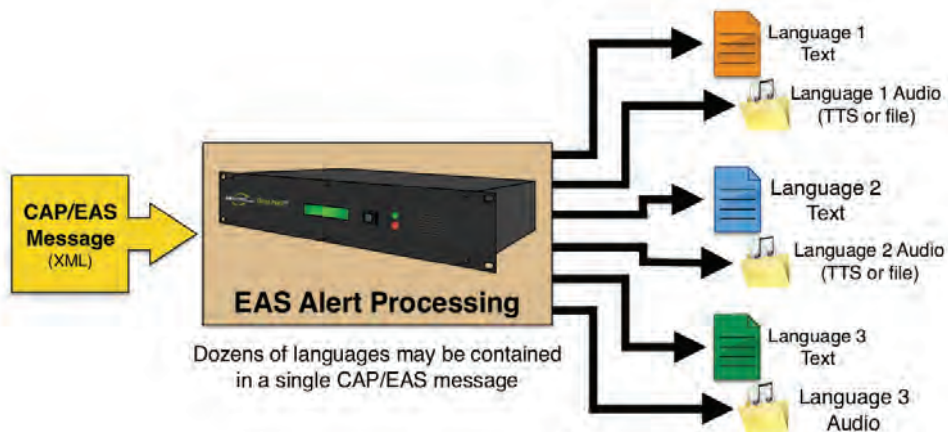 Language 1
Text
Language 1 Audio
(TTS or file)
CAP/EAS
Message
(XML)
EAS Alert Processing
Dozens of languages may be contained
in a single CAP/EAS message
Language 2
Text
Language 2 Audio
(TTS or file)
Language 3
Text
Language 3
Audio